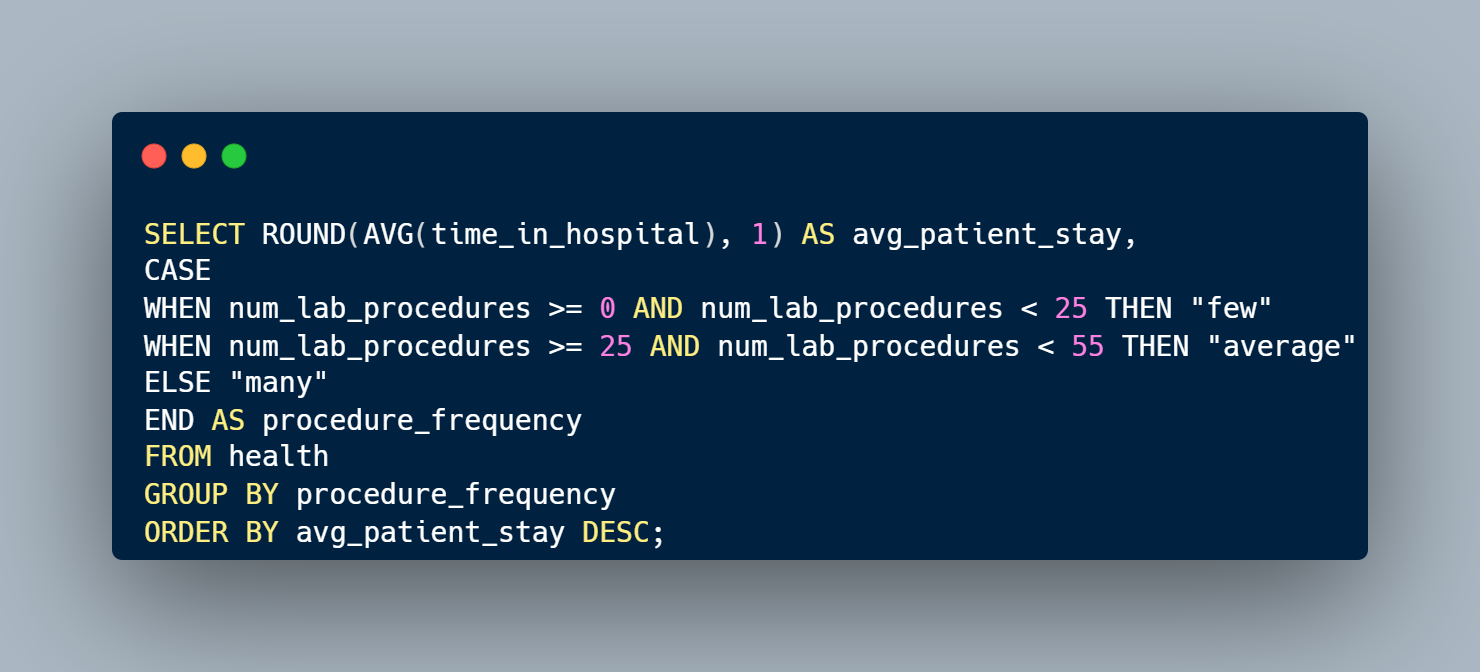 SELECT ROUND(AVG(time_in_hospital), 1) AS avg_patient_stay,
CASE
WHEN num_lab_procedures >= 0 AND num_lab_procedures < 25 THEN "few"
WHEN num_lab_procedures >= 25 AND num_lab_procedures < 55 THEN "average"
ELSE "many"
END AS procedure_frequency
FROM health
GROUP BY procedure_frequency
ORDER BY avg_patient_stay DESC;